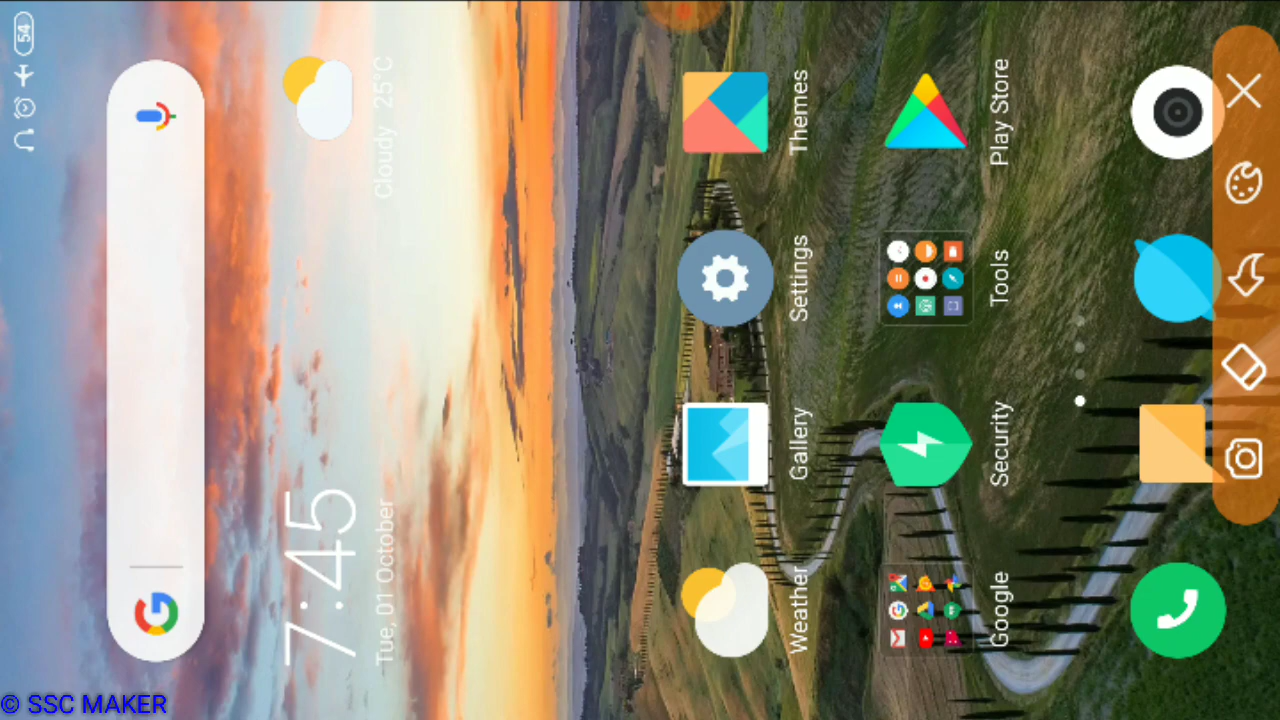 54
7:45
Tue, 01 October
Cloudy 25°C
Weather
Gallery
Settings
Themes
Google
Security
Tools
Play Store
© SSC MAKER